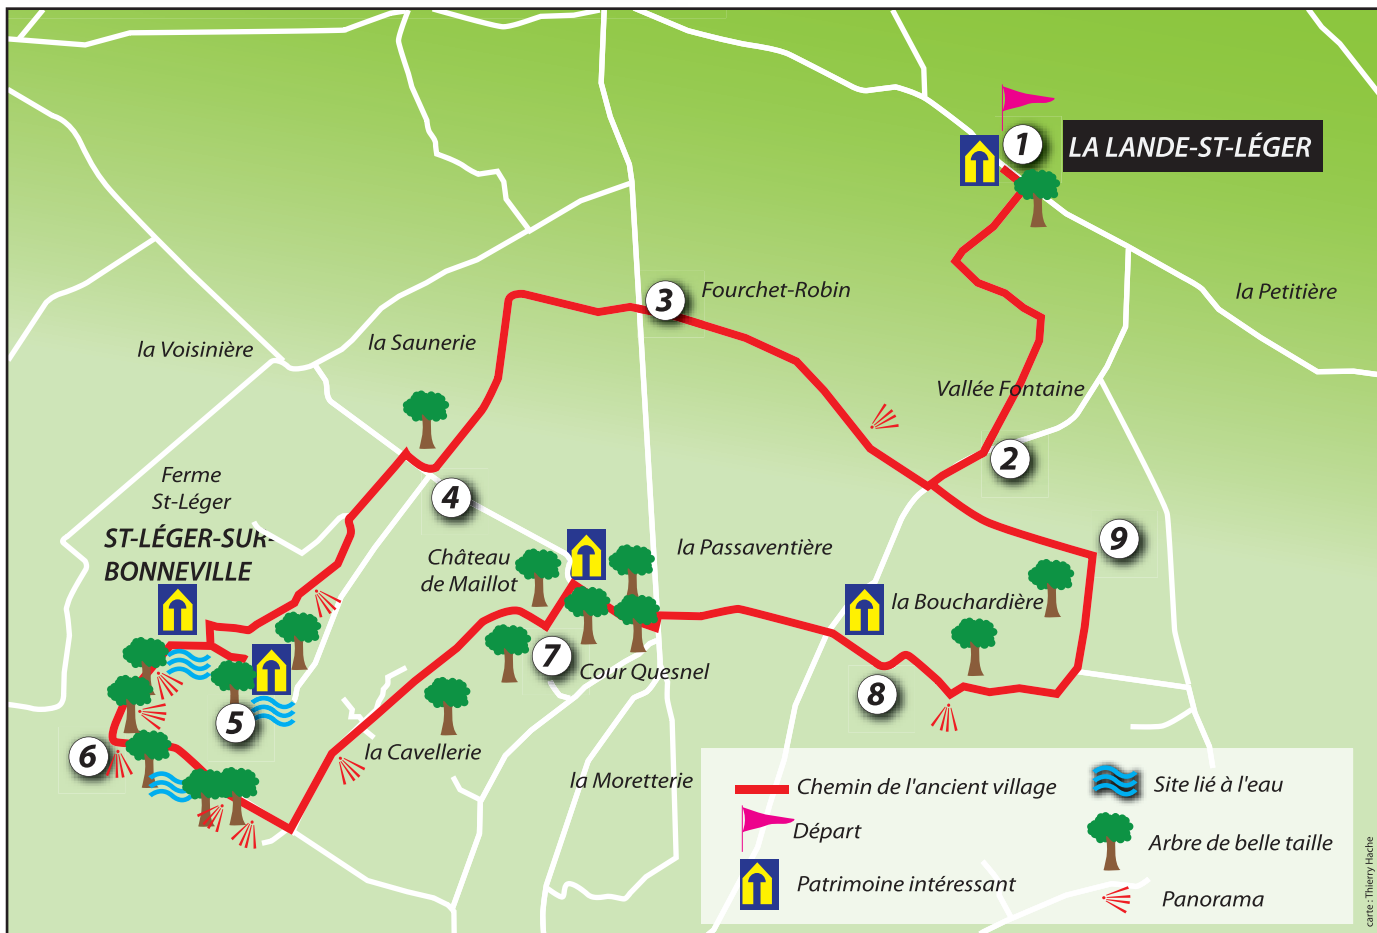 1
LA LANDE-ST-LÉGER
la Petitière
3
Fourchet-Robin
la Voisinière
la Saunerie
Vallée Fontaine
2
Ferme
St-Léger
4
ST-LÉGER-SUR-
BONNEVILLE
9
Château
de Maillot
la Passaventière
la Bouchardière
7
Cour Quesnel
8
5
6
la Cavellerie
la Moretterie
Chemin de l'ancient village
Départ
Patrimoine intéressant
Site lié à l'eau
Arbre de belle taille
Panorama
carte : Thierry Hache